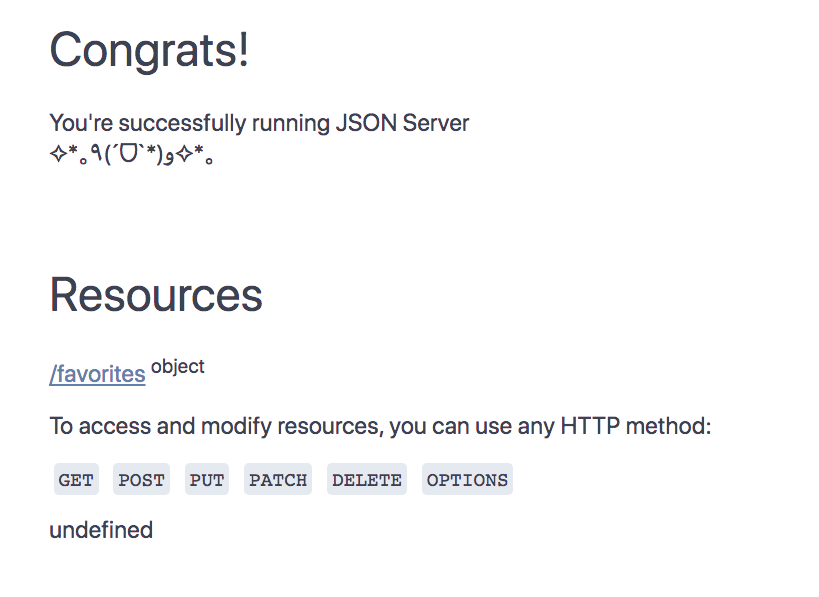 Congrats!
You're successfully running JSON Server
✧*｡٩(ˊᗜˋ*)و✧*｡
Resources
/favorites object
To access and modify resources, you can use any HTTP method:
GET POST PUT PATCH DELETE OPTIONS
undefined